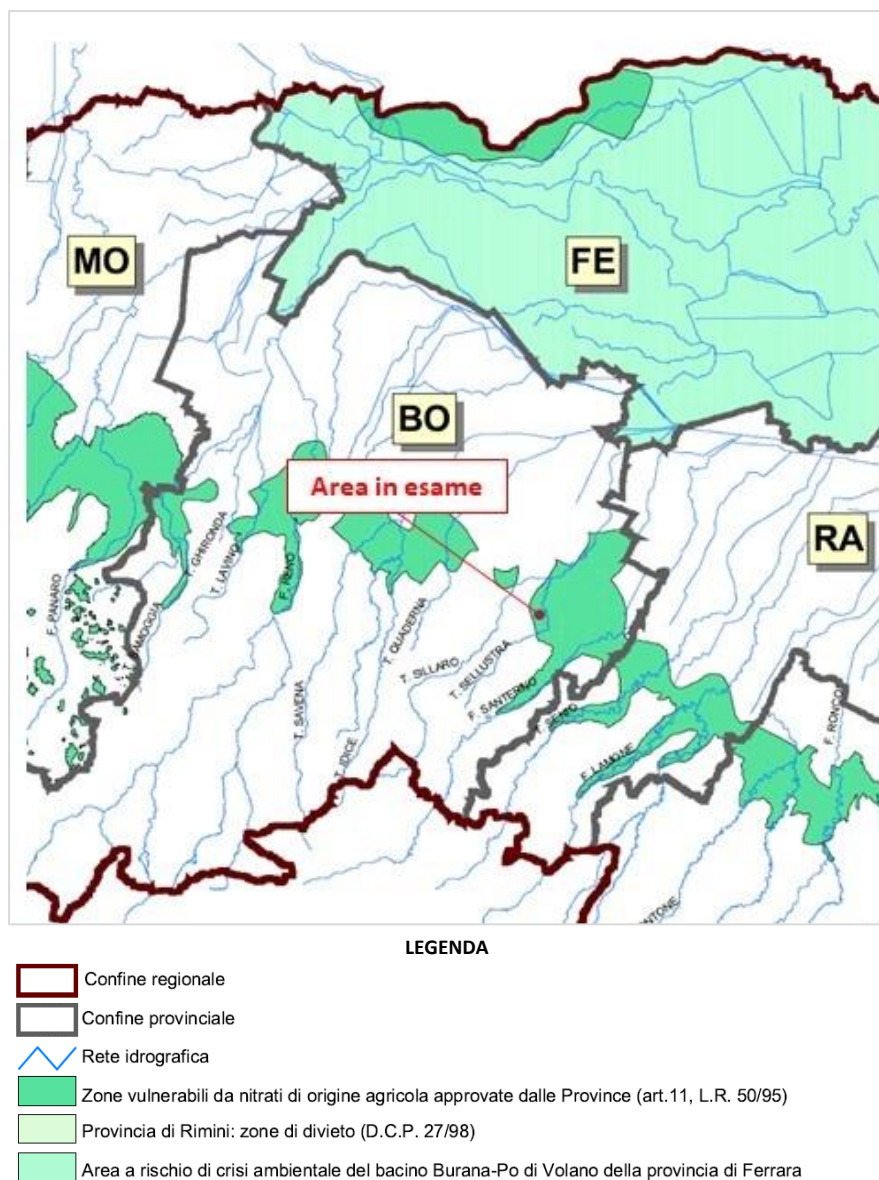 MO
FE
BO
Area in esame
RA
T. GHIRONDA
T. LAVINO
F. RENO
F. PANARO
T. QUADERNA
T. SILLARO
T. SELLUSTRA
F. SANTERNO
T. SAVENA
T. IDICE
F. LAMONE
LEGENDA
Confine regionale
Confine provinciale
Rete idrografica
Zone vulnerabili da nitrati di origine agricola approvate dalle Province (art.11, L.R. 50/95)
Provincia di Rimini: zone di divieto (D.C.P. 27/98)
Area a rischio di crisi ambientale del bacino Burana-Po di Volano della provincia di Ferrara